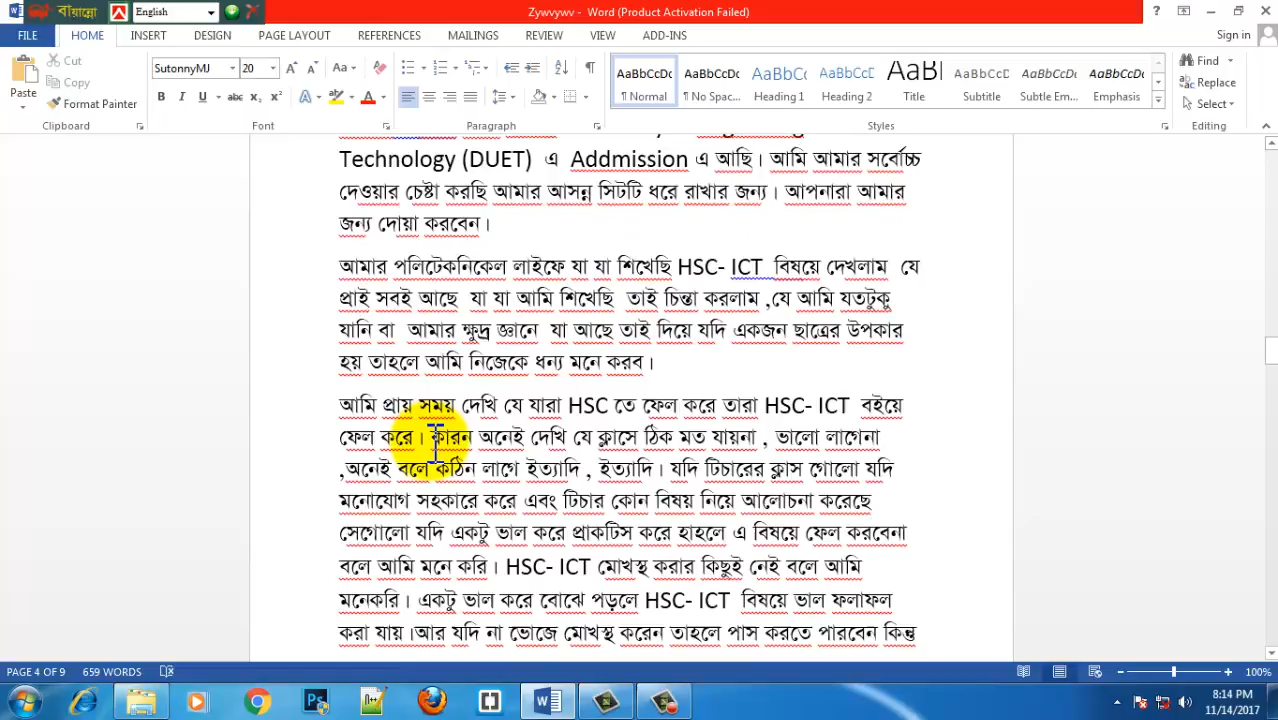 বায়ান্নো English
Zywvywv - Word (Product Activation Failed)
FILE HOME INSERT DESIGN PAGE LAYOUT REFERENCES MAILINGS REVIEW VIEW ADD-INS Sign in
Cut
Copy
Format Painter
Paste
SutonnyMJ 20
AaBbCcDc AaBbCcDc AaBbC AaBbCcC AaBl AaBbCcD AaBbCcDc AaBbCcDc
¶ Normal ¶ No Spac... Heading 1 Heading 2 Title Subtitle Subtle Em... Emphasis
Find
Replace
Select
Clipboard Font Paragraph Styles Editing
Technology (DUET) এ Addmission এ আছি। আমি আমার সর্বোচ্চ
দেওয়ার চেষ্টা করছি আমার আসন্ন সিটটি ধরে রাখার জন্য। আপনারা আমার
জন্য দোয়া করবেন।
আমার পলিটেকনিকেল লাইফে যা যা শিখেছি HSC- ICT বিষয়ে দেখলাম যে
প্রাই সবই আছে যা যা আমি শিখেছি তাই চিন্তা করলাম ,যে আমি যতটুকু
যানি বা আমার ক্ষুদ্র জ্ঞানে যা আছে তাই দিয়ে যদি একজন ছাত্রের উপকার
হয় তাহলে আমি নিজেকে ধন্য মনে করব।
আমি প্রায় সময় দেখি যে যারা HSC তে ফেল করে তারা HSC- ICT বইয়ে
ফেল করে। কারন অনেই দেখি যে ক্লাসে ঠিক মত যায়না , ভালো লাগেনা
,অনেই বলে কঠিন লাগে ইত্যাদি , ইত্যাদি। যদি টিচারের ক্লাস গোলো যদি
মনোযোগ সহকারে করে এবং টিচার কোন বিষয় নিয়ে আলোচনা করেছে
সেগোলো যদি একটু ভাল করে প্রাকটিস করে হাহলে এ বিষয়ে ফেল করবেনা
বলে আমি মনে করি। HSC- ICT মোখস্থ করার কিছুই নেই বলে আমি
মনেকরি। একটু ভাল করে বোঝে পড়লে HSC- ICT বিষয়ে ভাল ফলাফল
করা যায়।আর যদি না ভোজে মোখস্থ করেন তাহলে পাস করতে পারবেন কিন্তু
PAGE 4 OF 9 659 WORDS 100%
8:14 PM
11/14/2017